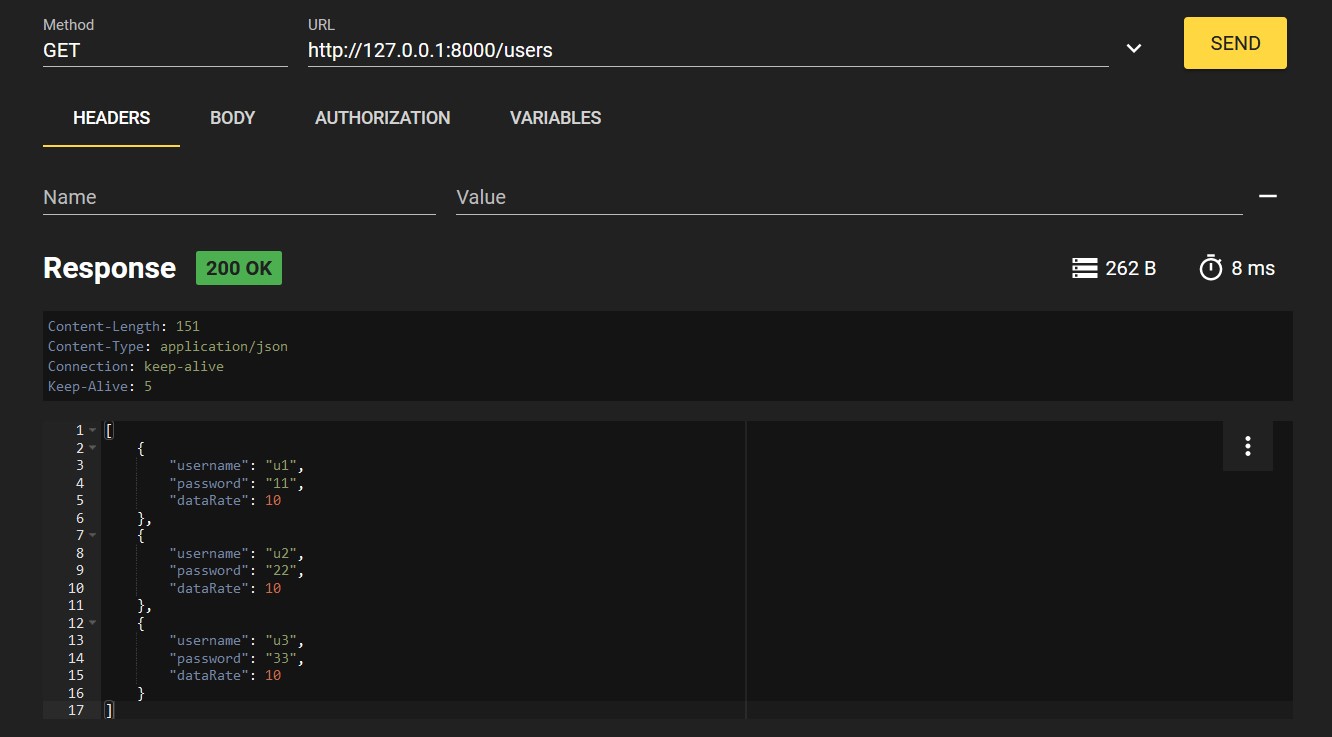 Method
GET
URL
http://127.0.0.1:8000/users
SEND
HEADERS BODY AUTHORIZATION VARIABLES
Name Value
Response 200 OK 262 B 8 ms
Content-Length: 151
Content-Type: application/json
Connection: keep-alive
Keep-Alive: 5
1 [
2 {
3 "username": "u1",
4 "password": "11",
5 "dataRate": 10
6 },
7 {
8 "username": "u2",
9 "password": "22",
10 "dataRate": 10
11 },
12 {
13 "username": "u3",
14 "password": "33",
15 "dataRate": 10
16 }
17 ]